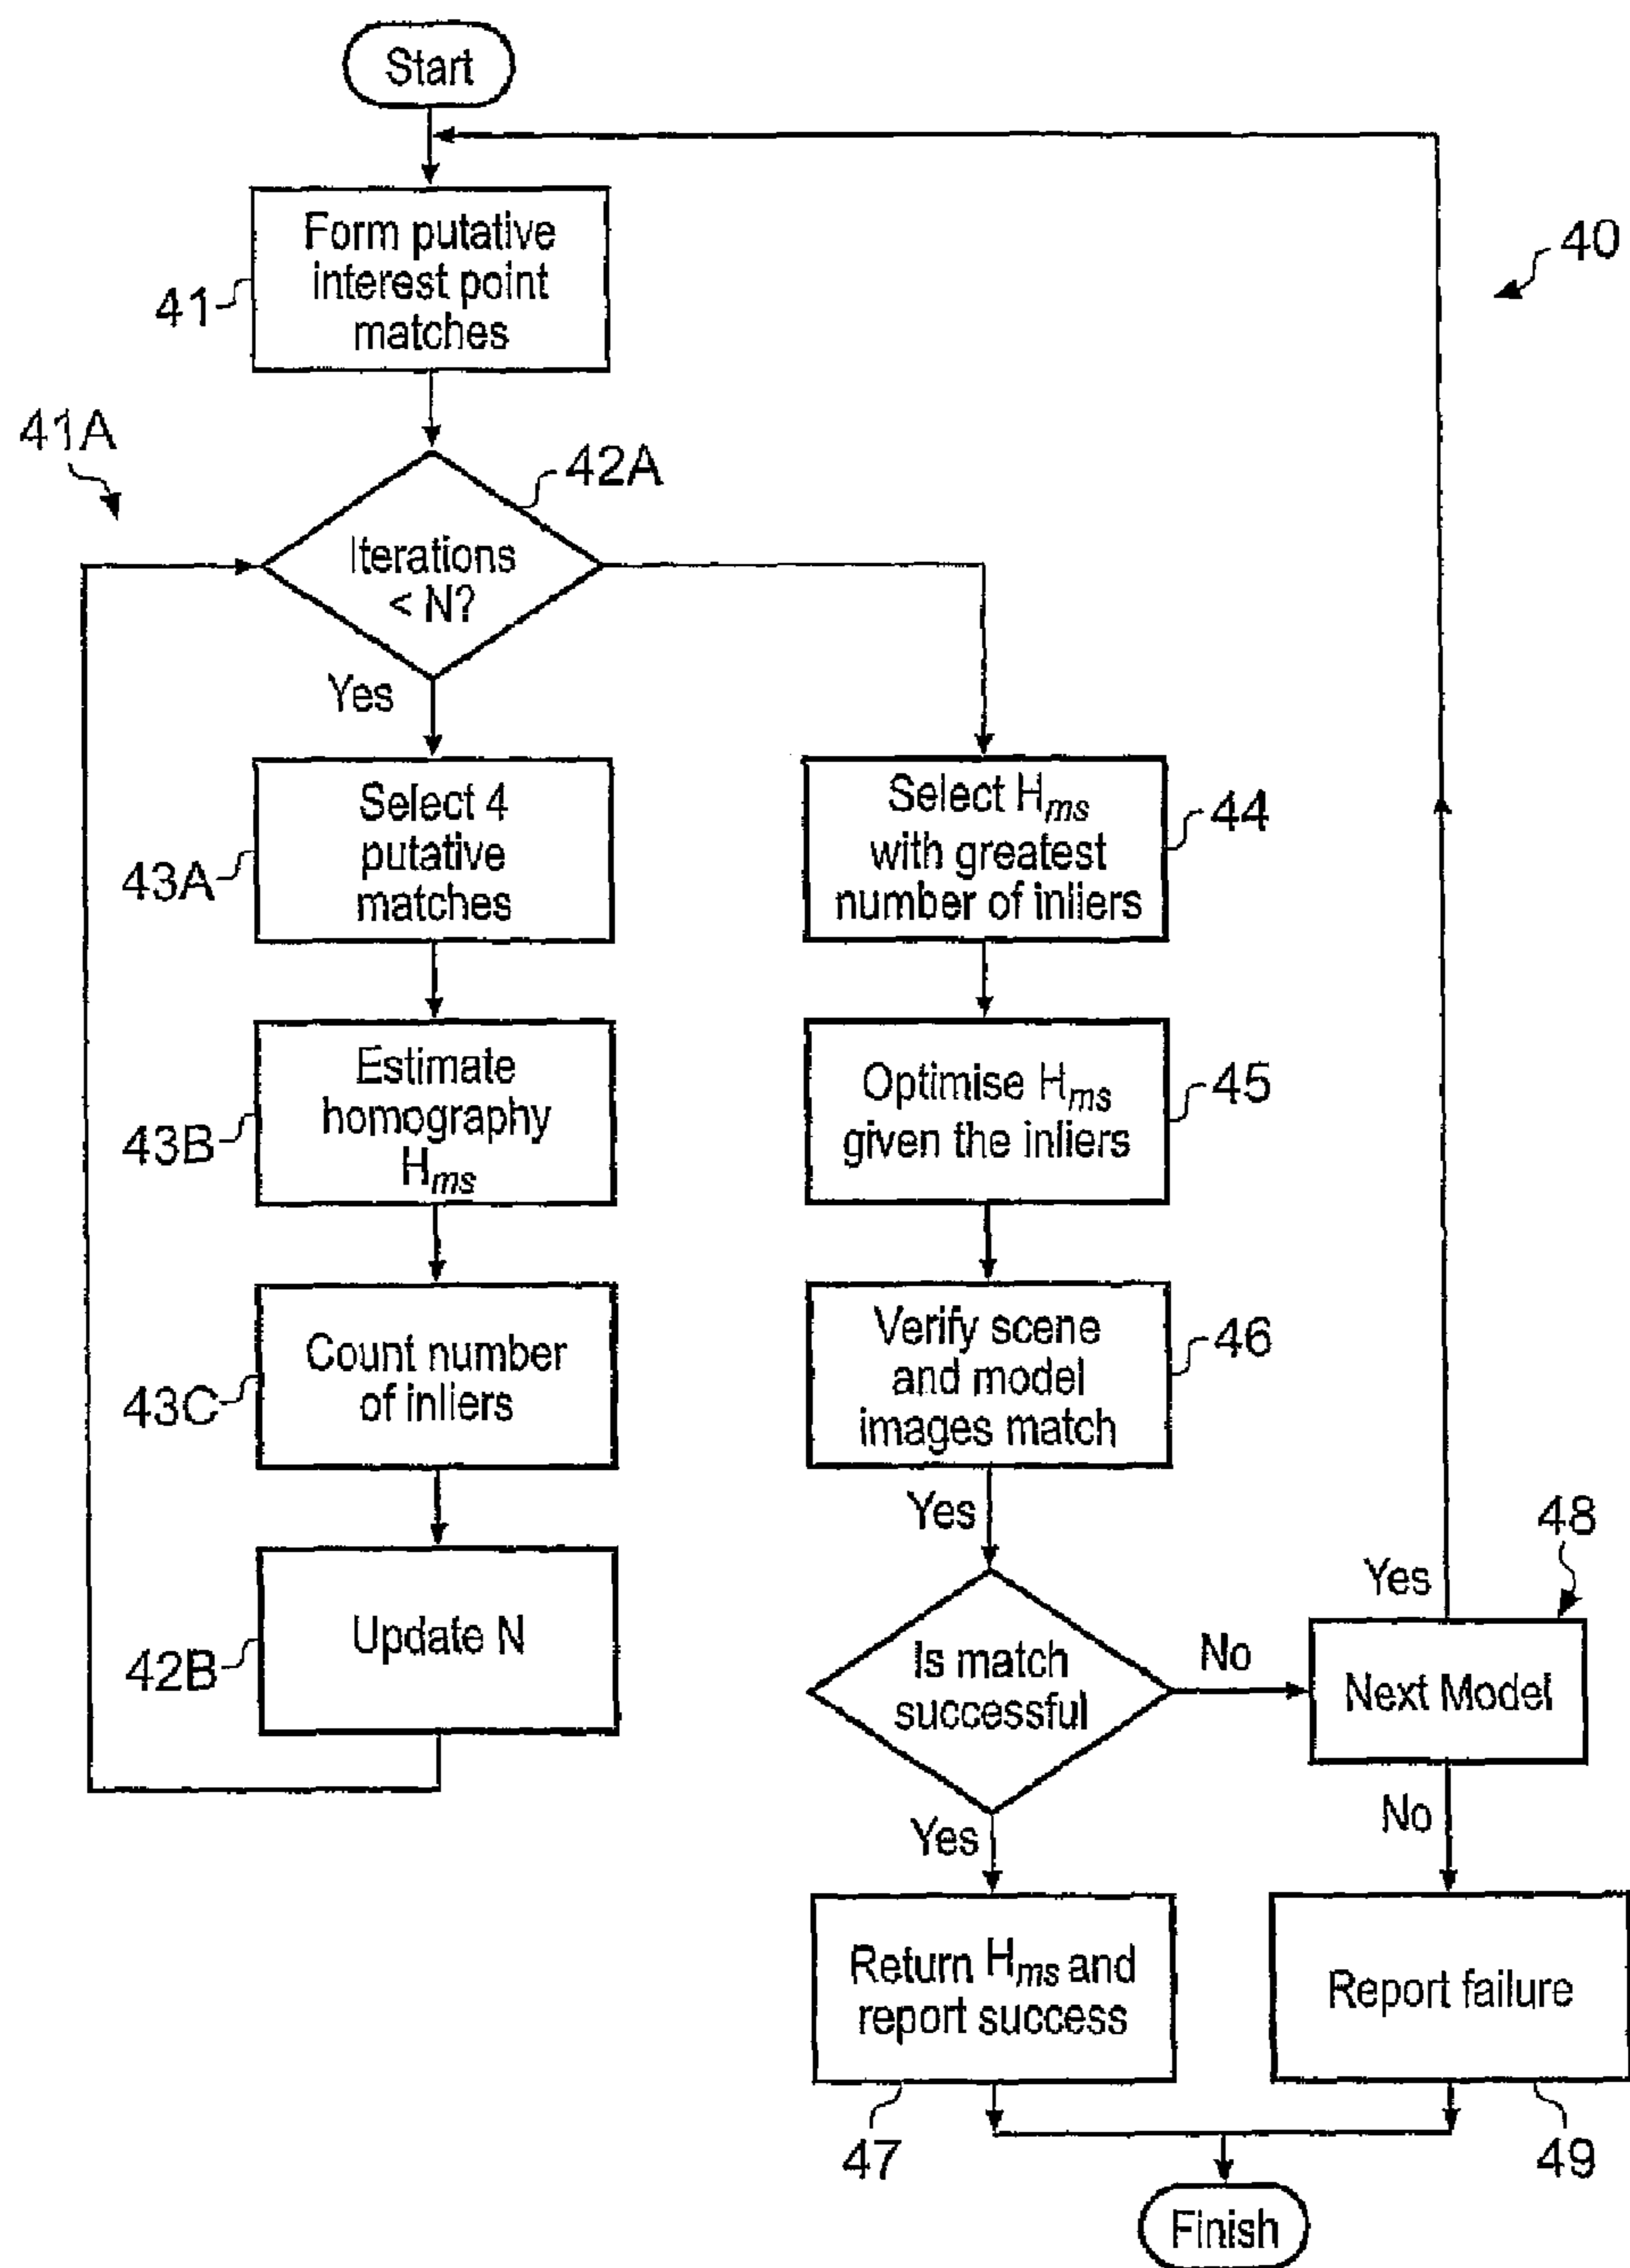 Start
40
Form putative
interest point
matches
41
41A
42A
Iterations
< N?
Yes
Select 4
putative
matches
43A
Select Hms
with greatest
number of inliers
44
Estimate
homography
Hms
43B
Optimise Hms
given the inliers
45
Count number
of inliers
43C
Verify scene
and model
images match
46
Yes
48
Yes
Update N
42B
Is match
successful
No
Next Model
Yes
No
Return Hms and
report success
Report failure
47
49
Finish